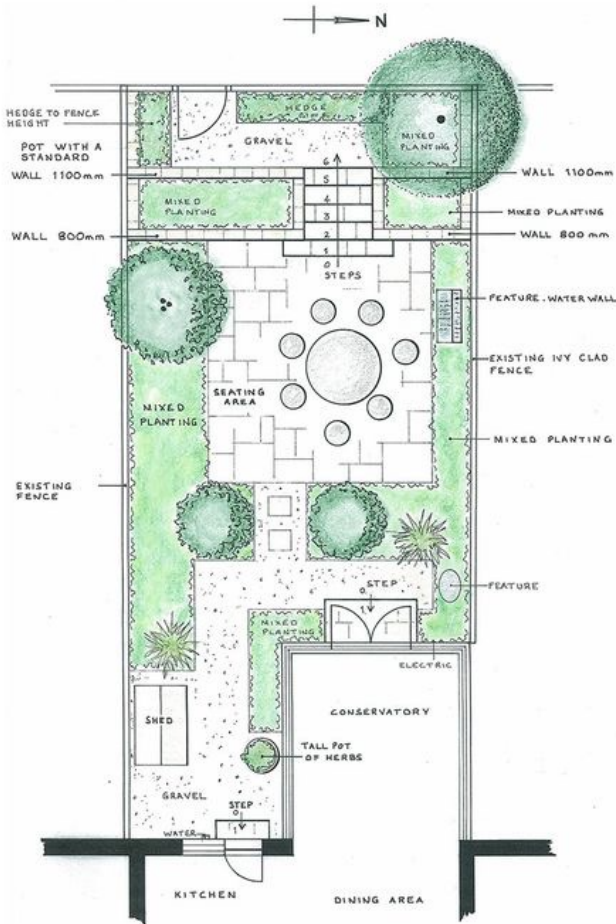 N
HEDGE TO FENCE
HEIGHT
POT WITH A
STANDARD
WALL 1100mm
HEDGE
GRAVEL
MIXED
PLANTING
6
5
4
3
2
1
0
STEPS
WALL 1100mm
MIXED
PLANTING
MIXED PLANTING
WALL 800mm
WALL 800mm
FEATURE. WATER WALL
EXISTING IVY CLAD
FENCE
SEATING
AREA
MIXED
PLANTING
MIXED PLANTING
EXISTING
FENCE
STEP
0
1
FEATURE
MIXED
PLANTING
ELECTRIC
CONSERVATORY
SHED
TALL POT
OF HERBS
GRAVEL
STEP
0
1
WATER
KITCHEN
DINING AREA